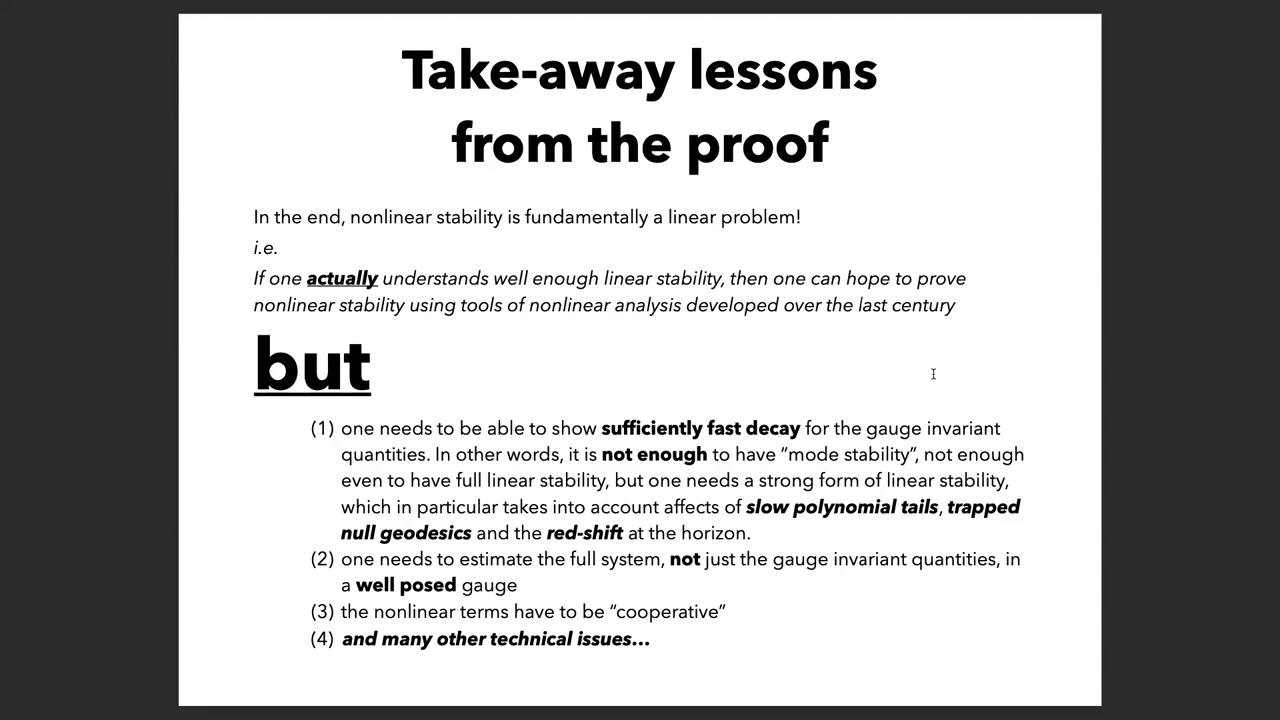 Take-away lessons
from the proof
In the end, nonlinear stability is fundamentally a linear problem!
i.e.
If one actually understands well enough linear stability, then one can hope to prove
nonlinear stability using tools of nonlinear analysis developed over the last century
but
(1) one needs to be able to show sufficiently fast decay for the gauge invariant
quantities. In other words, it is not enough to have “mode stability”, not enough
even to have full linear stability, but one needs a strong form of linear stability,
which in particular takes into account affects of slow polynomial tails, trapped
null geodesics and the red-shift at the horizon.
(2) one needs to estimate the full system, not just the gauge invariant quantities, in
a well posed gauge
(3) the nonlinear terms have to be “cooperative”
(4) and many other technical issues...